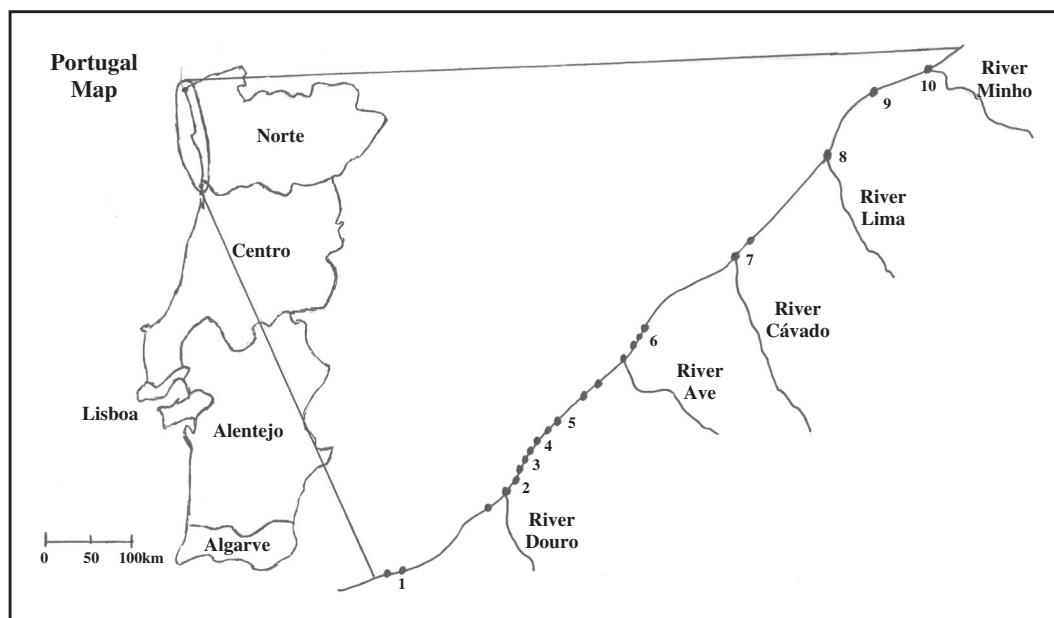 Portugal
Map
Norte
Centro
Lisboa
Alentejo
Algarve
0 50 100km
1
2
3
4
5
6
7
8
9
10
River
Douro
River
Ave
River
Cávado
River
Lima
River
Minho